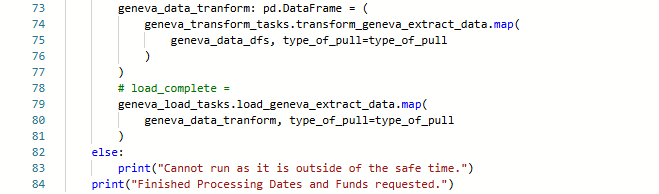 73 geneva_data_tranform: pd.DataFrame = (
74 geneva_transform_tasks.transform_geneva_extract_data.map(
75 geneva_data_dfs, type_of_pull=type_of_pull
76 )
77 )
78 # load_complete =
79 geneva_load_tasks.load_geneva_extract_data.map(
80 geneva_data_tranform, type_of_pull=type_of_pull
81 )
82 else:
83 print("Cannot run as it is outside of the safe time.")
84 print("Finished Processing Dates and Funds requested.")